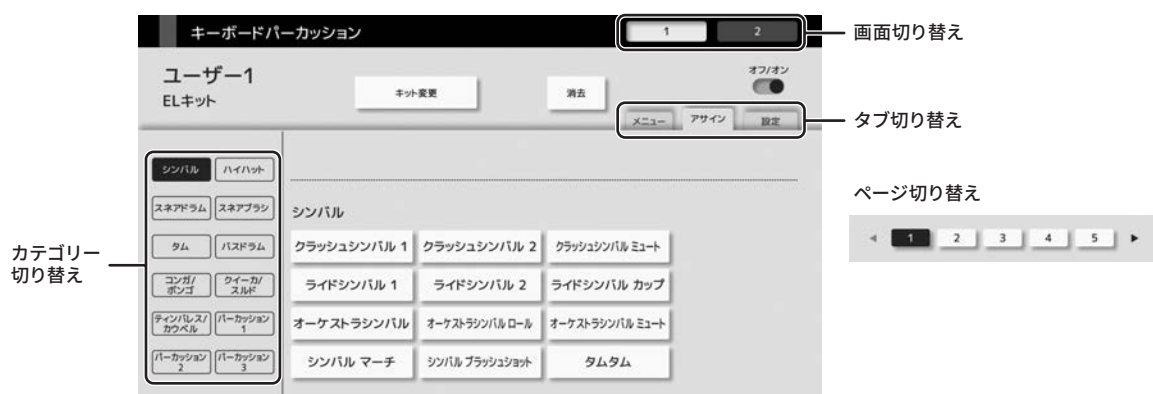 キーボードパーカッション
1
2
画面切り替え
ユーザー1
ELキット
キット変更
消去
オフ/オン
メニュー
アサイン
設定
タブ切り替え
シンバル
ハイハット
スネアドラム
スネアブラシ
タム
バスドラム
コンガ/
ボンゴ
クイーカ/
スルド
ティンバレス/
カウベル
パーカッション
1
パーカッション
2
パーカッション
3
カテゴリー
切り替え
シンバル
クラッシュシンバル 1
クラッシュシンバル 2
クラッシュシンバル ミュート
ライドシンバル 1
ライドシンバル 2
ライドシンバル カップ
オーケストラシンバル
オーケストラシンバル ロール
オーケストラシンバル ミュート
シンバル マーチ
シンバル ブラッシュショット
タムタム
ページ切り替え
1
2
3
4
5